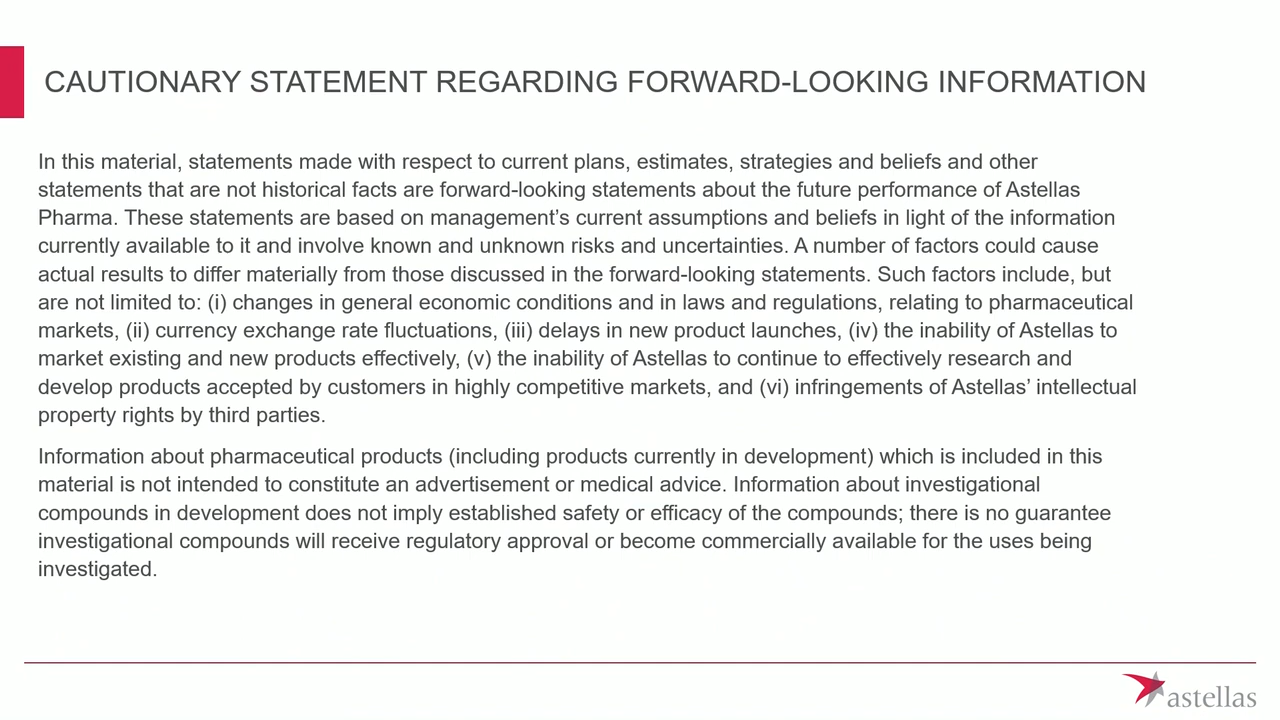 CAUTIONARY STATEMENT REGARDING FORWARD-LOOKING INFORMATION
In this material, statements made with respect to current plans, estimates, strategies and beliefs and other
statements that are not historical facts are forward-looking statements about the future performance of Astellas
Pharma. These statements are based on management’s current assumptions and beliefs in light of the information
currently available to it and involve known and unknown risks and uncertainties. A number of factors could cause
actual results to differ materially from those discussed in the forward-looking statements. Such factors include, but
are not limited to: (i) changes in general economic conditions and in laws and regulations, relating to pharmaceutical
markets, (ii) currency exchange rate fluctuations, (iii) delays in new product launches, (iv) the inability of Astellas to
market existing and new products effectively, (v) the inability of Astellas to continue to effectively research and
develop products accepted by customers in highly competitive markets, and (vi) infringements of Astellas’ intellectual
property rights by third parties.
Information about pharmaceutical products (including products currently in development) which is included in this
material is not intended to constitute an advertisement or medical advice. Information about investigational
compounds in development does not imply established safety or efficacy of the compounds; there is no guarantee
investigational compounds will receive regulatory approval or become commercially available for the uses being
investigated.
astellas